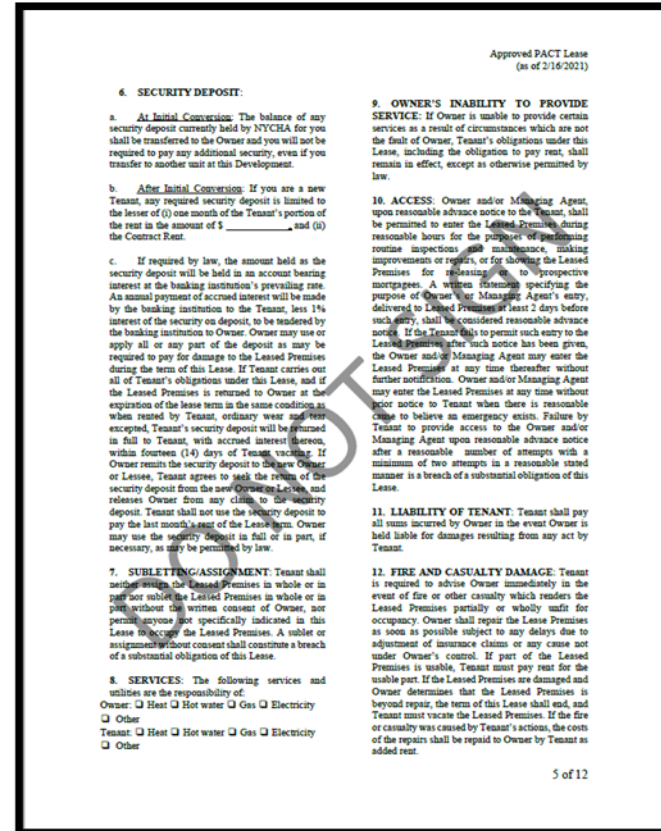 Approved PACT Lease
(as of 2/16/2021)
6. SECURITY DEPOSIT:
a. At Initial Conversion: The balance of any
security deposit currently held by NYCHA for you
shall be transferred to the Owner and you will not be
required to pay any additional security, even if you
transfer to another unit at this Development.
b. After Initial Conversion: If you are a new
Tenant, any required security deposit is limited to
the lesser of (i) one month of the Tenant's portion of
the rent in the amount of $ ____________, and (ii)
the Contract Rent.
c. If required by law, the amount held as the
security deposit will be held in an account bearing
interest at the banking institution's prevailing rate.
An annual payment of accrued interest will be made
by the banking institution to the Tenant, less 1%
interest of the security on deposit, to be tendered by
the banking institution to Owner. Owner may use or
apply all or any part of the deposit as may be
required to pay for damage to the Leased Premises
during the term of this Lease. If Tenant carries out
all of Tenant's obligations under this Lease, and if
the Leased Premises is returned to Owner at the
expiration of the lease term in the same condition as
when rented by Tenant, ordinary wear and tear
excepted, Tenant's security deposit will be returned
in full to Tenant, with accrued interest thereon,
within fourteen (14) days of Tenant vacating. If
Owner remits the security deposit to the new Owner
or Lessee, Tenant agrees to seek the return of the
security deposit from the new Owner or Lessee, and
releases Owner from any claim to the security
deposit. Tenant shall not use the security deposit to
pay the last month's rent of the Lease term. Owner
may use the security deposit in full or in part, if
necessary, as may be permitted by law.
7. SUBLETTING/ASSIGNMENT: Tenant shall
neither assign the Leased Premises in whole or in
part nor sublet the Leased Premises in whole or in
part without the written consent of Owner, nor
permit anyone not specifically indicated in this
Lease to occupy the Leased Premises. A sublet or
assignment without consent shall constitute a breach
of a substantial obligation of this Lease.
8. SERVICES: The following services and
utilities are the responsibility of:
Owner: ❑ Heat ❑ Hot water ❑ Gas ❑ Electricity
❑ Other
Tenant: ❑ Heat ❑ Hot water ❑ Gas ❑ Electricity
❑ Other
9. OWNER'S INABILITY TO PROVIDE
SERVICE: If Owner is unable to provide certain
services as a result of circumstances which are not
the fault of Owner, Tenant's obligations under this
Lease, including the obligation to pay rent, shall
remain in effect, except as otherwise permitted by
law.
10. ACCESS: Owner and/or Managing Agent,
upon reasonable advance notice to the Tenant, shall
be permitted to enter the Leased Premises during
reasonable hours for the purposes of performing
routine inspections and maintenance, making
improvements or repairs, or for showing the Leased
Premises for re-leasing or to prospective
mortgagees. A written statement specifying the
purpose of Owner's or Managing Agent's entry,
delivered to Leased Premises at least 2 days before
such entry, shall be considered reasonable advance
notice. If the Tenant fails to permit such entry to the
Leased Premises after such notice has been given,
the Owner and/or Managing Agent may enter the
Leased Premises at any time thereafter without
further notification. Owner and/or Managing Agent
may enter the Leased Premises at any time without
prior notice to Tenant when there is reasonable
cause to believe an emergency exists. Failure by
Tenant to provide access to the Owner and/or
Managing Agent upon reasonable advance notice
after a reasonable number of attempts with a
minimum of two attempts in a reasonable stated
manner is a breach of a substantial obligation of this
Lease.
11. LIABILITY OF TENANT: Tenant shall pay
all sums incurred by Owner in the event Owner is
held liable for damages resulting from any act by
Tenant.
12. FIRE AND CASUALTY DAMAGE: Tenant
is required to advise Owner immediately in the
event of fire or other casualty which renders the
Leased Premises partially or wholly unfit for
occupancy. Owner shall repair the Lease Premises
as soon as possible subject to any delays due to
adjustment of insurance claims or any cause not
under Owner's control. If part of the Leased
Premises is usable, Tenant must pay rent for the
usable part. If the Leased Premises are damaged and
Owner determines that the Leased Premises is
beyond repair, the term of this Lease shall end, and
Tenant must vacate the Leased Premises. If the fire
or casualty was caused by Tenant's actions, the costs
of the repairs shall be repaid to Owner by Tenant as
added rent.
5 of 12
DO NOT SIGN